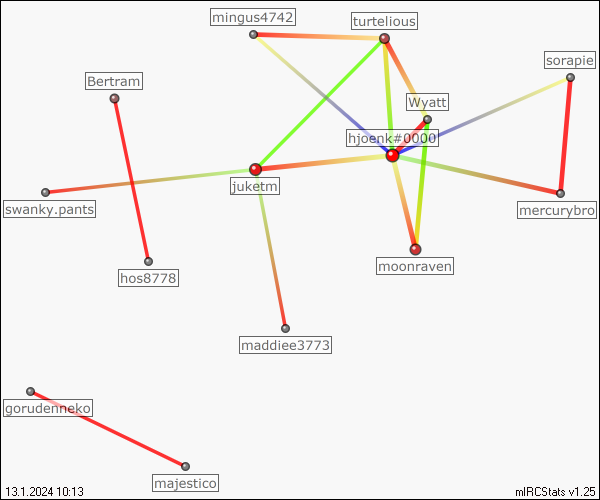 mingus4742
turtelious
sorapie
Bertram
Wyatt
hjoenk#0000
juketm
swanky.pants
mercurybro
moonraven
hos8778
maddiee3773
gorudenneko
majestico
13.1.2024 10:13
mIRCStats v1.25